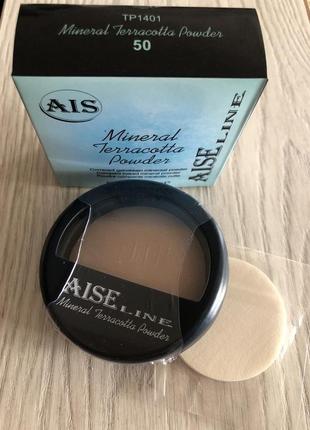 TP1401
Mineral Terracotta Powder
50
AIS
Mineral
Terracotta
Powder
AISE LINE
AISE LINE
Mineral Terracotta Powder